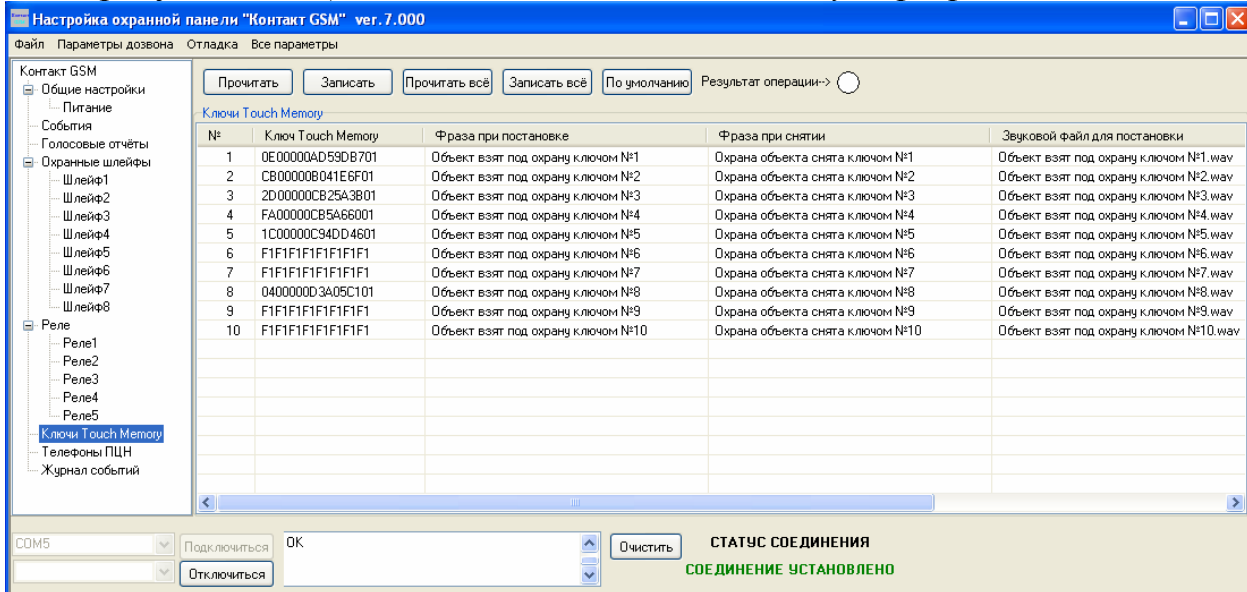 Настройка охранной панели "Контакт GSM" ver.7.000
Файл Параметры дозвона Отладка Все параметры
Контакт GSM
Общие настройки
Питание
События
Голосовые отчёты
Охранные шлейфы
Шлейф1
Шлейф2
Шлейф3
Шлейф4
Шлейф5
Шлейф6
Шлейф7
Шлейф8
Реле
Реле1
Реле2
Реле3
Реле4
Реле5
Ключи Touch Memory
Телефоны ПЦН
Журнал событий
Прочитать Записать Прочитать всё Записать всё По умолчанию Результат операции-->
Ключи Touch Memory
№ Ключ Touch Memory Фраза при постановке Фраза при снятии Звуковой файл для постановки
1 0E00000AD59DB701 Объект взят под охрану ключом №1 Охрана объекта снята ключом №1 Объект взят под охрану ключом №1.wav
2 CB00000B041E6F01 Объект взят под охрану ключом №2 Охрана объекта снята ключом №2 Объект взят под охрану ключом №2.wav
3 2D00000CB25A3B01 Объект взят под охрану ключом №3 Охрана объекта снята ключом №3 Объект взят под охрану ключом №3.wav
4 FA00000CB5A66001 Объект взят под охрану ключом №4 Охрана объекта снята ключом №4 Объект взят под охрану ключом №4.wav
5 1C00000C94DD4601 Объект взят под охрану ключом №5 Охрана объекта снята ключом №5 Объект взят под охрану ключом №5.wav
6 F1F1F1F1F1F1F1F1 Объект взят под охрану ключом №6 Охрана объекта снята ключом №6 Объект взят под охрану ключом №6.wav
7 F1F1F1F1F1F1F1F1 Объект взят под охрану ключом №7 Охрана объекта снята ключом №7 Объект взят под охрану ключом №7.wav
8 0400000D3A05C101 Объект взят под охрану ключом №8 Охрана объекта снята ключом №8 Объект взят под охрану ключом №8.wav
9 F1F1F1F1F1F1F1F1 Объект взят под охрану ключом №9 Охрана объекта снята ключом №9 Объект взят под охрану ключом №9.wav
10 F1F1F1F1F1F1F1F1 Объект взят под охрану ключом №10 Охрана объекта снята ключом №10 Объект взят под охрану ключом №10.wav
COM5 Подключиться OK Очистить СТАТУС СОЕДИНЕНИЯ
Отключиться СОЕДИНЕНИЕ УСТАНОВЛЕНО